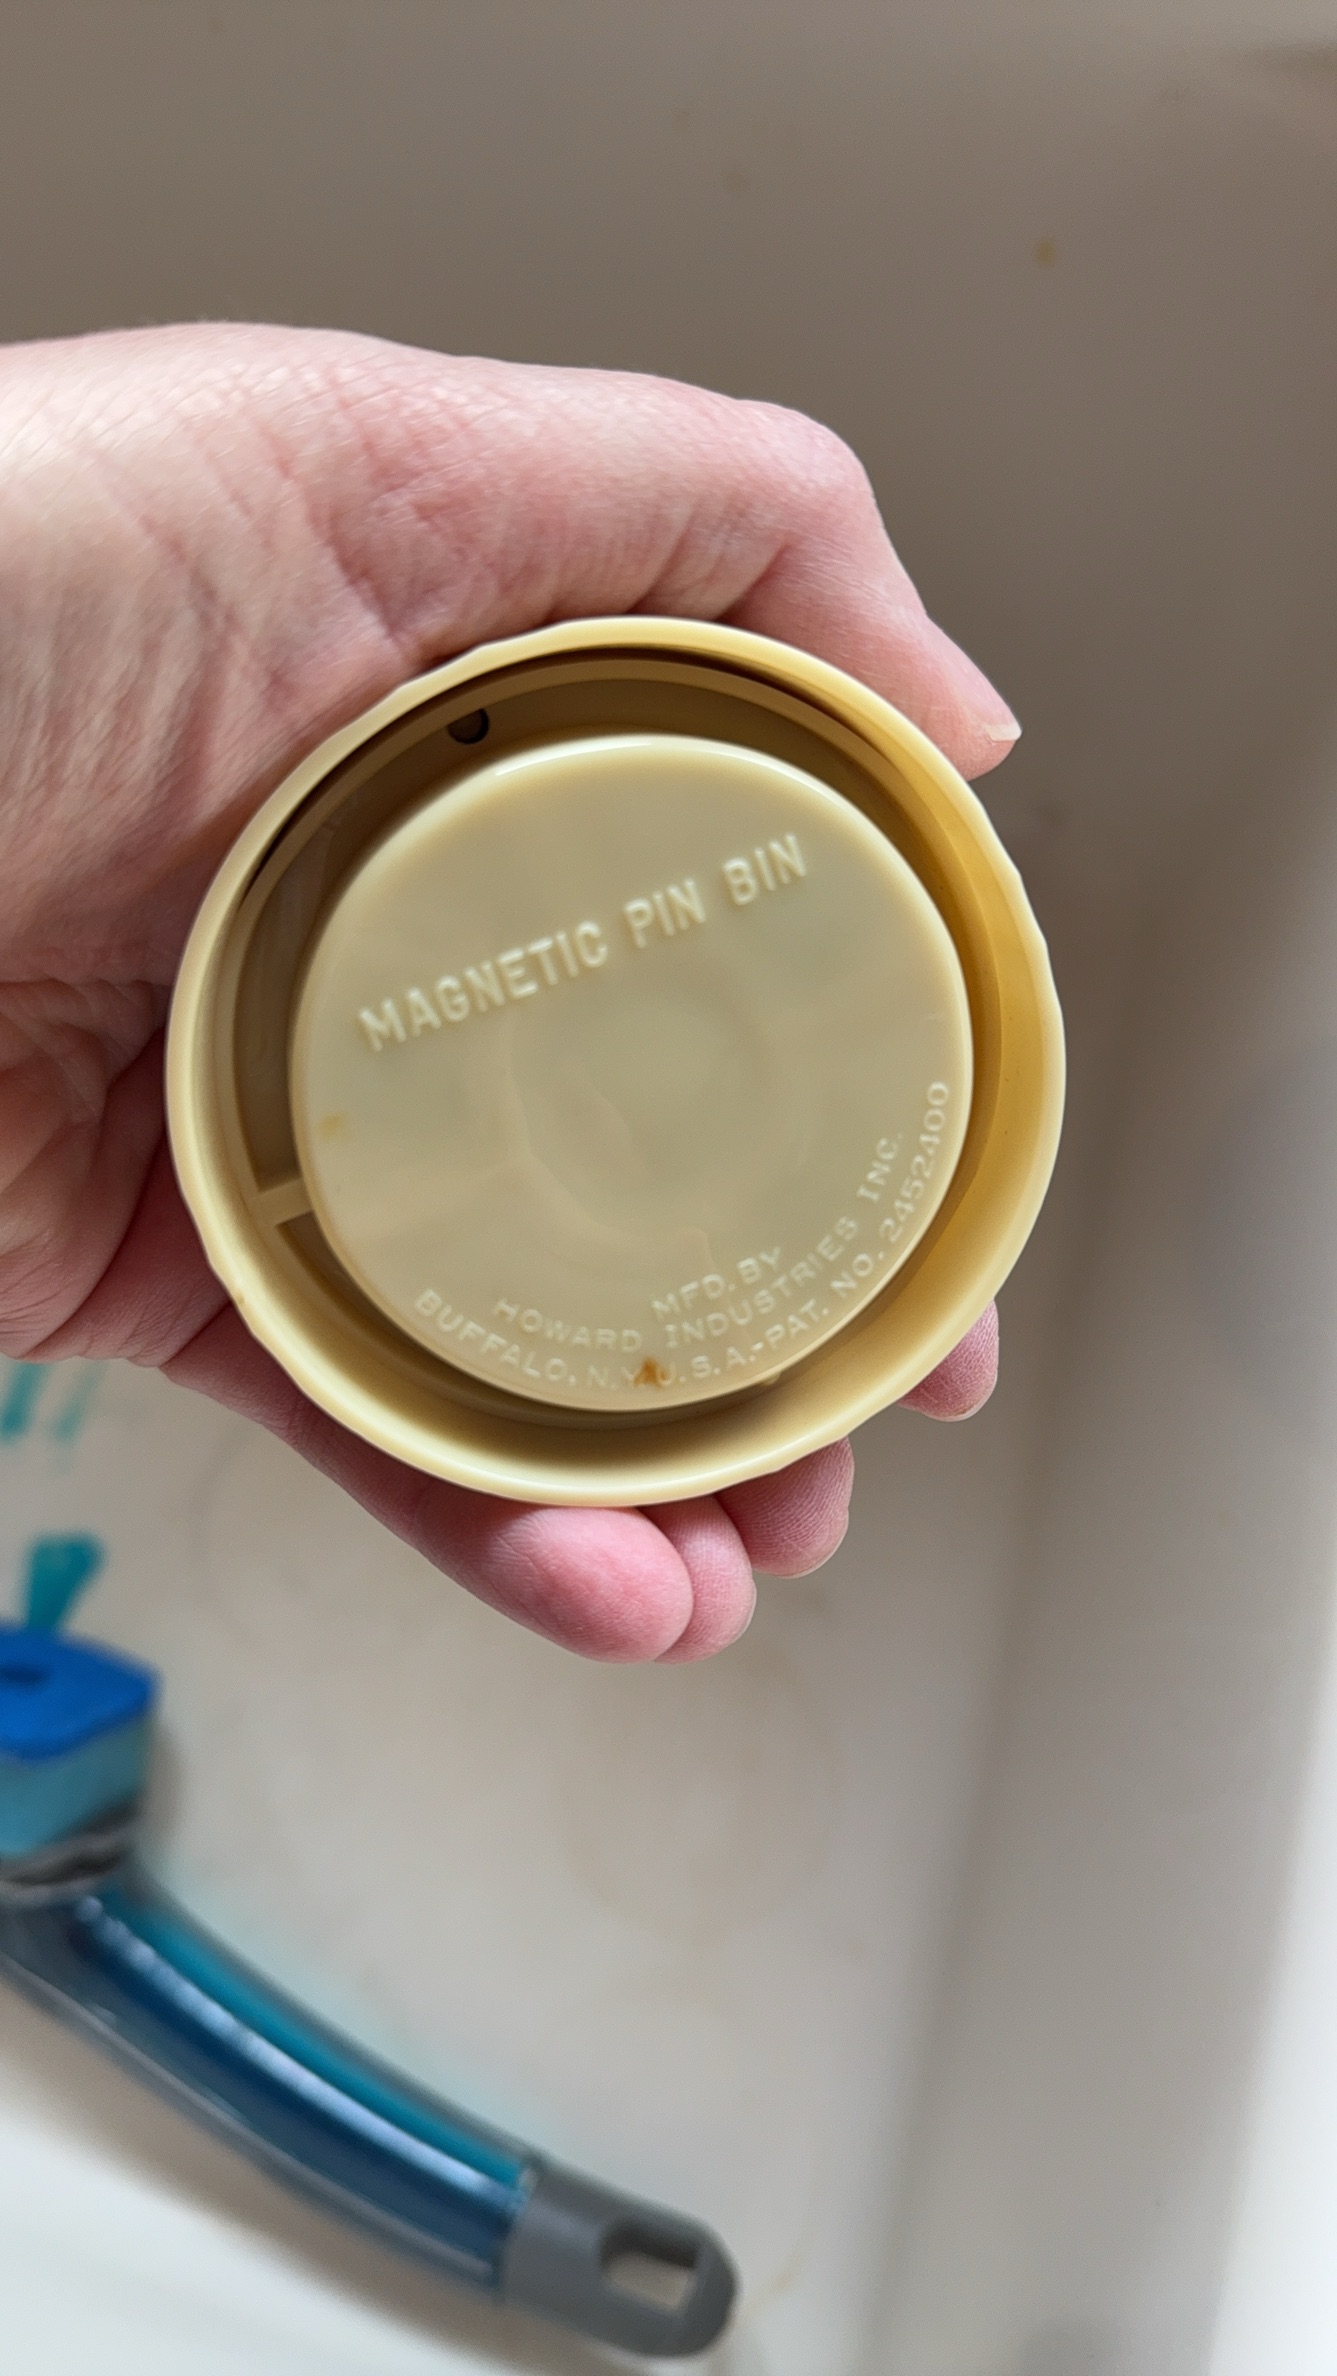 MAGNETIC PIN BIN
MFD. BY
HOWARD INDUSTRIES INC.
BUFFALO, N.Y. U.S.A.-PAT. NO. 2452400